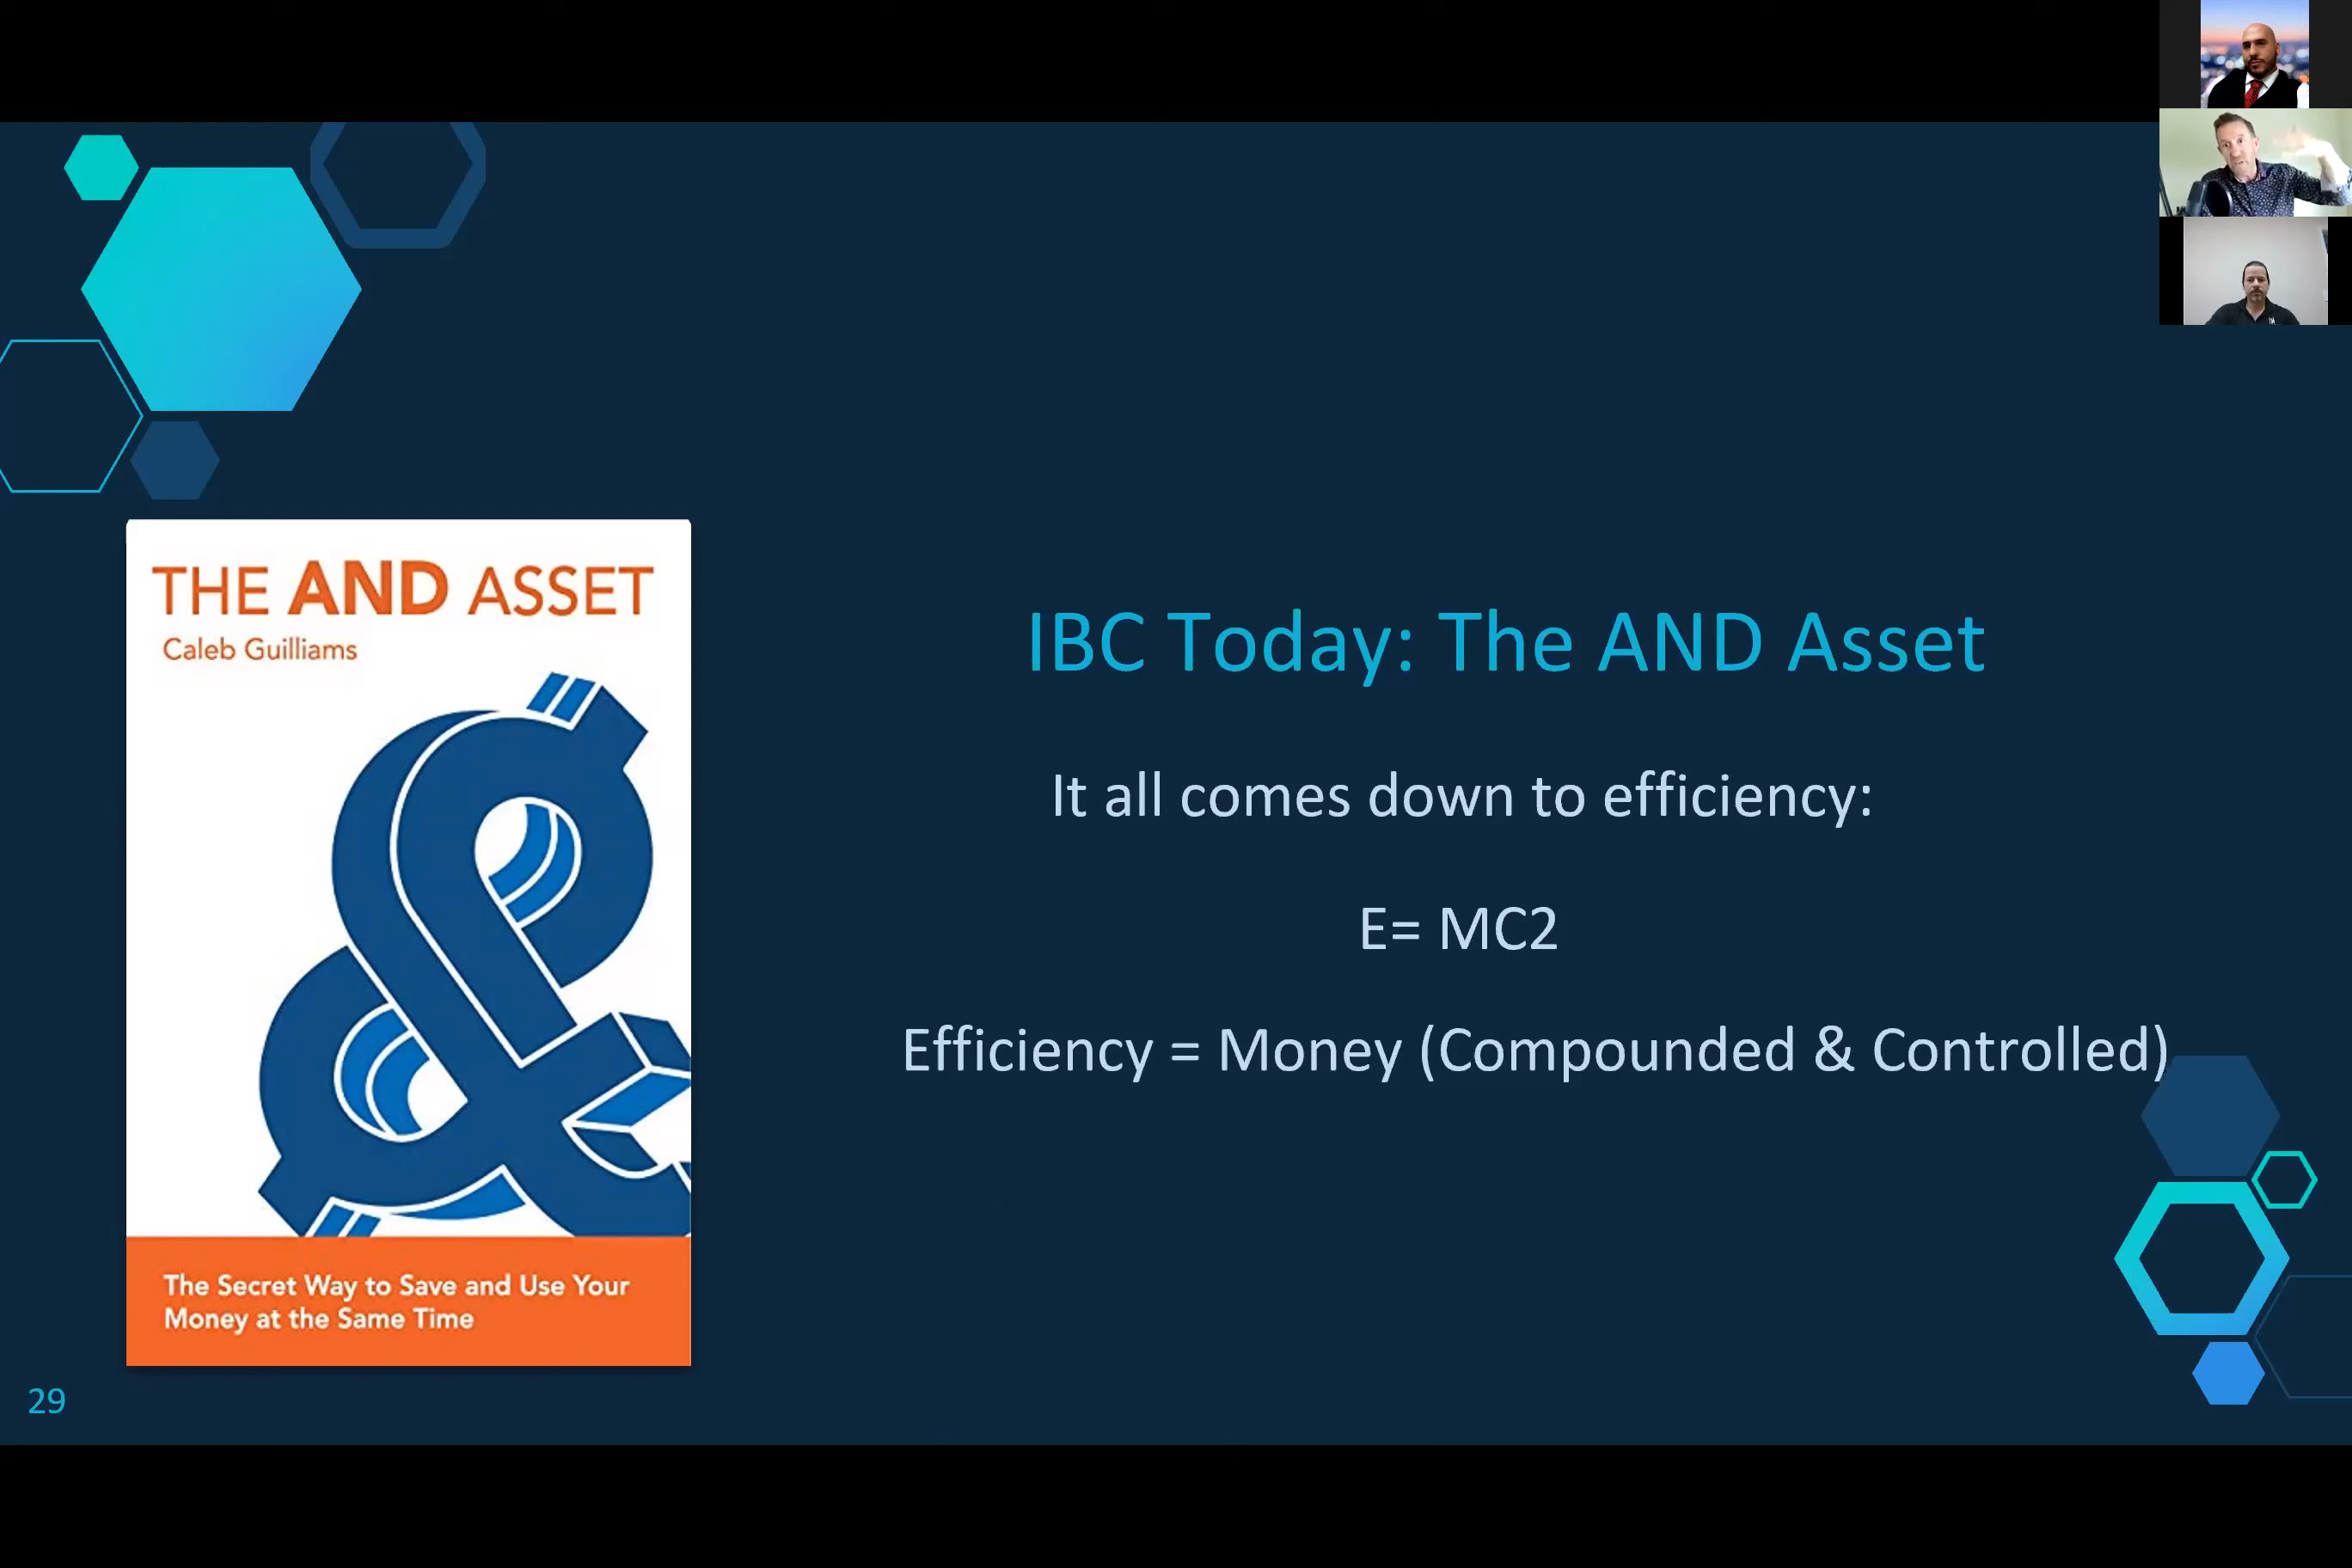 THE AND ASSET
Caleb Guilliams
The Secret Way to Save and Use Your
Money at the Same Time
IBC Today: The AND Asset
It all comes down to efficiency:
E= MC2
Efficiency = Money (Compounded & Controlled)
29